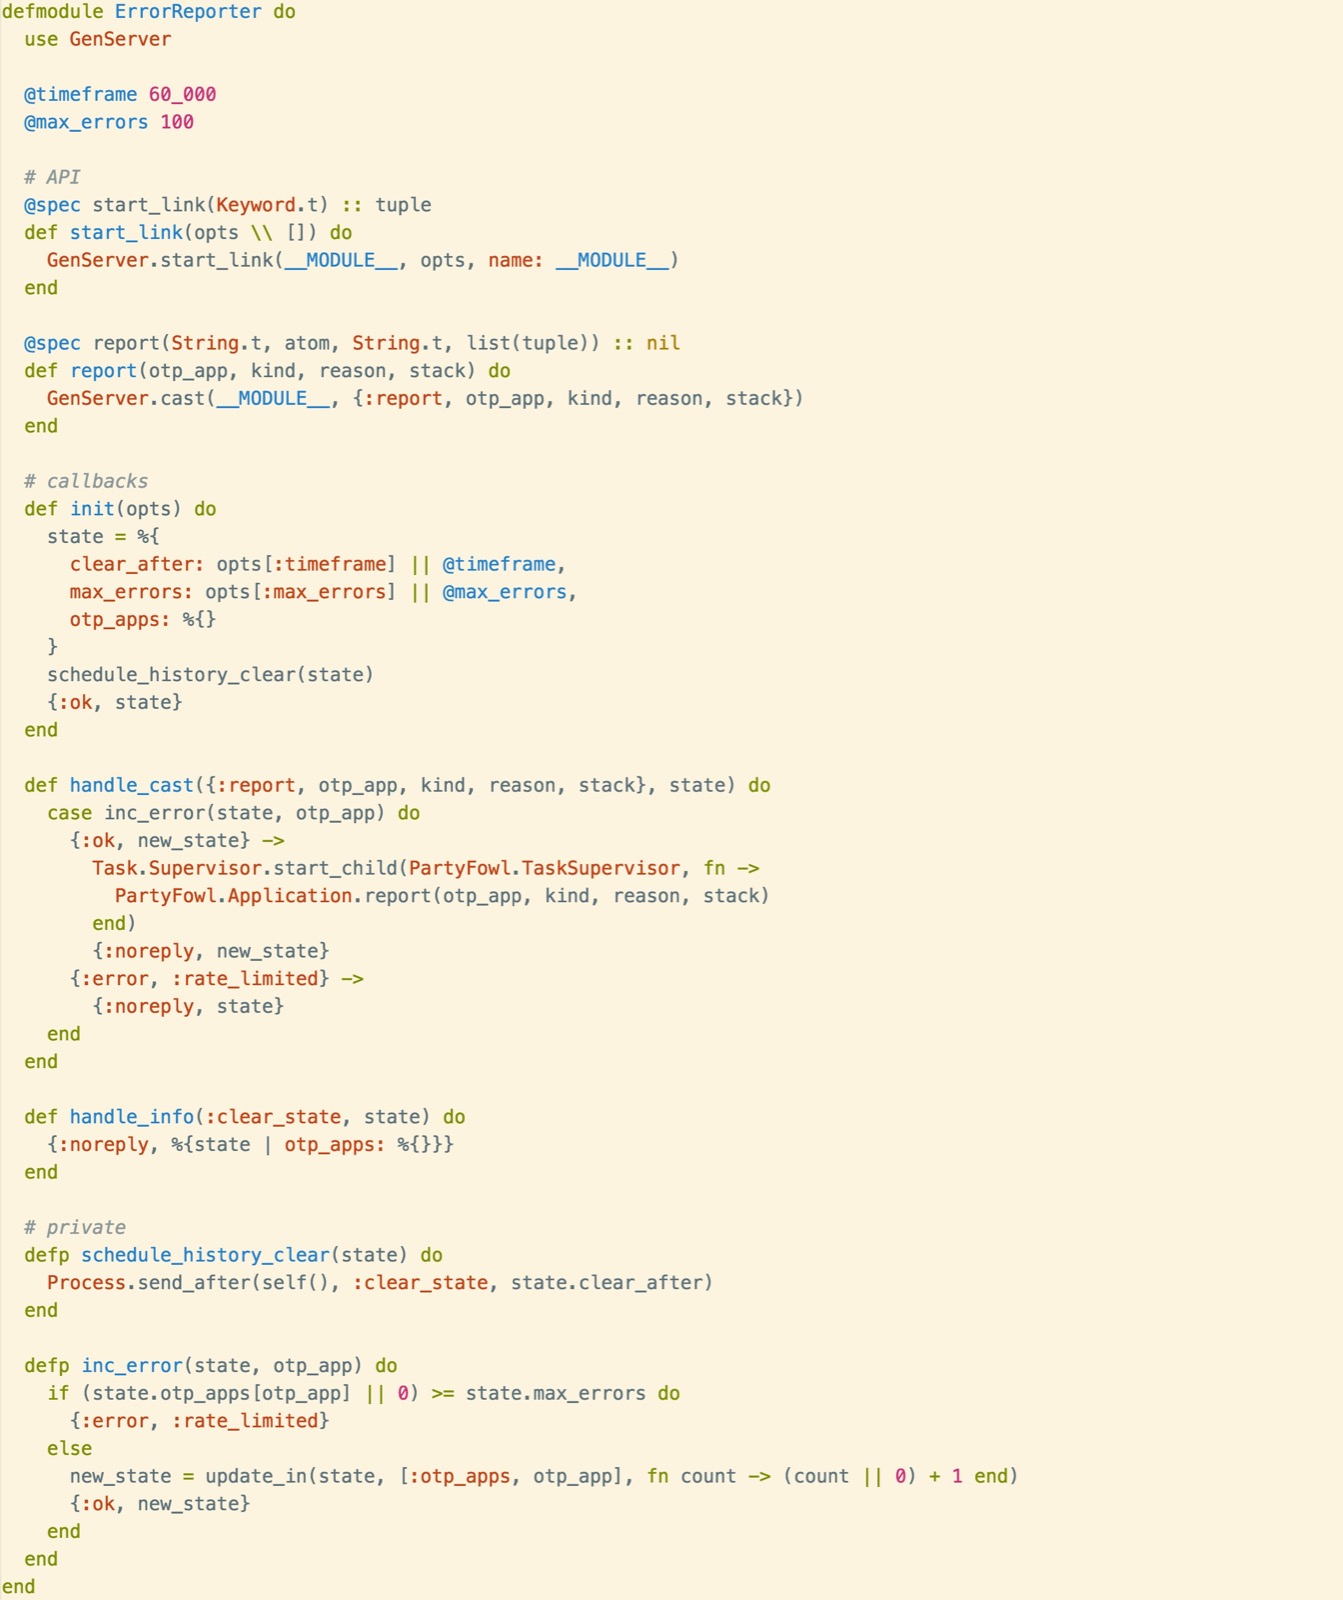 defmodule ErrorReporter do
  use GenServer

  @timeframe 60_000
  @max_errors 100

  # API
  @spec start_link(Keyword.t) :: tuple
  def start_link(opts \\ []) do
    GenServer.start_link(__MODULE__, opts, name: __MODULE__)
  end

  @spec report(String.t, atom, String.t, list(tuple)) :: nil
  def report(otp_app, kind, reason, stack) do
    GenServer.cast(__MODULE__, {:report, otp_app, kind, reason, stack})
  end

  # callbacks
  def init(opts) do
    state = %{
      clear_after: opts[:timeframe] || @timeframe,
      max_errors: opts[:max_errors] || @max_errors,
      otp_apps: %{}
    }
    schedule_history_clear(state)
    {:ok, state}
  end

  def handle_cast({:report, otp_app, kind, reason, stack}, state) do
    case inc_error(state, otp_app) do
      {:ok, new_state} ->
        Task.Supervisor.start_child(PartyFowl.TaskSupervisor, fn ->
          PartyFowl.Application.report(otp_app, kind, reason, stack)
        end)
        {:noreply, new_state}
      {:error, :rate_limited} ->
        {:noreply, state}
    end
  end

  def handle_info(:clear_state, state) do
    {:noreply, %{state | otp_apps: %{}}}
  end

  # private
  defp schedule_history_clear(state) do
    Process.send_after(self(), :clear_state, state.clear_after)
  end

  defp inc_error(state, otp_app) do
    if (state.otp_apps[otp_app] || 0) >= state.max_errors do
      {:error, :rate_limited}
    else
      new_state = update_in(state, [:otp_apps, otp_app], fn count -> (count || 0) + 1 end)
      {:ok, new_state}
    end
  end
end